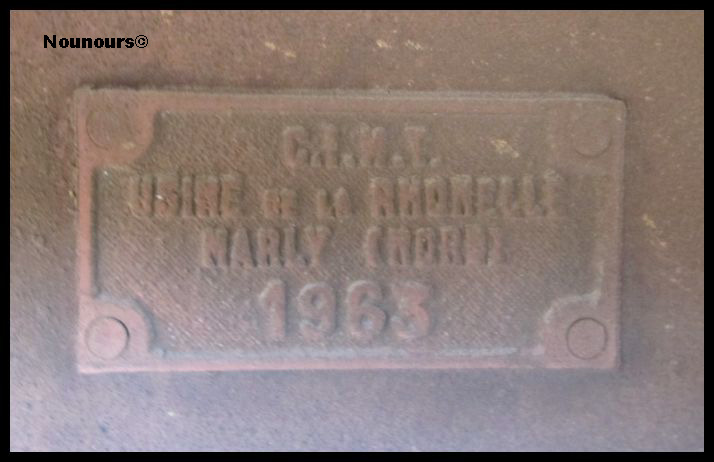 Nounours©
C.I.M.T.
USINE DE LA RHONELLE
MARLY (NORD)
1963